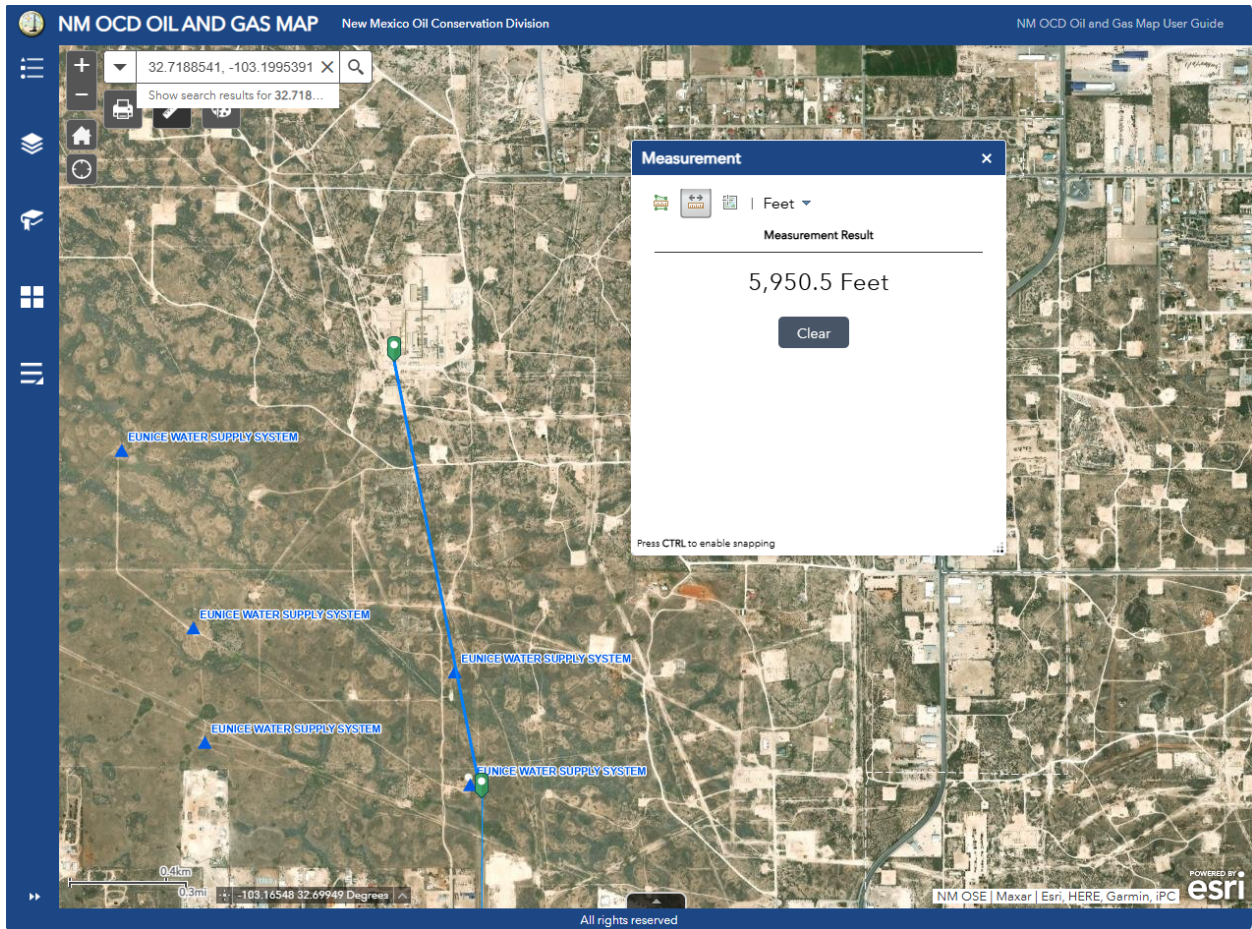 NM OCD OIL AND GAS MAP New Mexico Oil Conservation Division NM OCD Oil and Gas Map User Guide
+
32.7188541, -103.1995391
Show search results for 32.718...
−
Measurement
Feet
Measurement Result
5,950.5 Feet
Clear
Press CTRL to enable snapping
EUNICE WATER SUPPLY SYSTEM
EUNICE WATER SUPPLY SYSTEM
EUNICE WATER SUPPLY SYSTEM
EUNICE WATER SUPPLY SYSTEM
EUNICE WATER SUPPLY SYSTEM
0.4km
0.3mi
-103.16548 32.69949 Degrees
NM OSE | Maxar | Esri, HERE, Garmin, iPC
POWERED BY
esri
All rights reserved